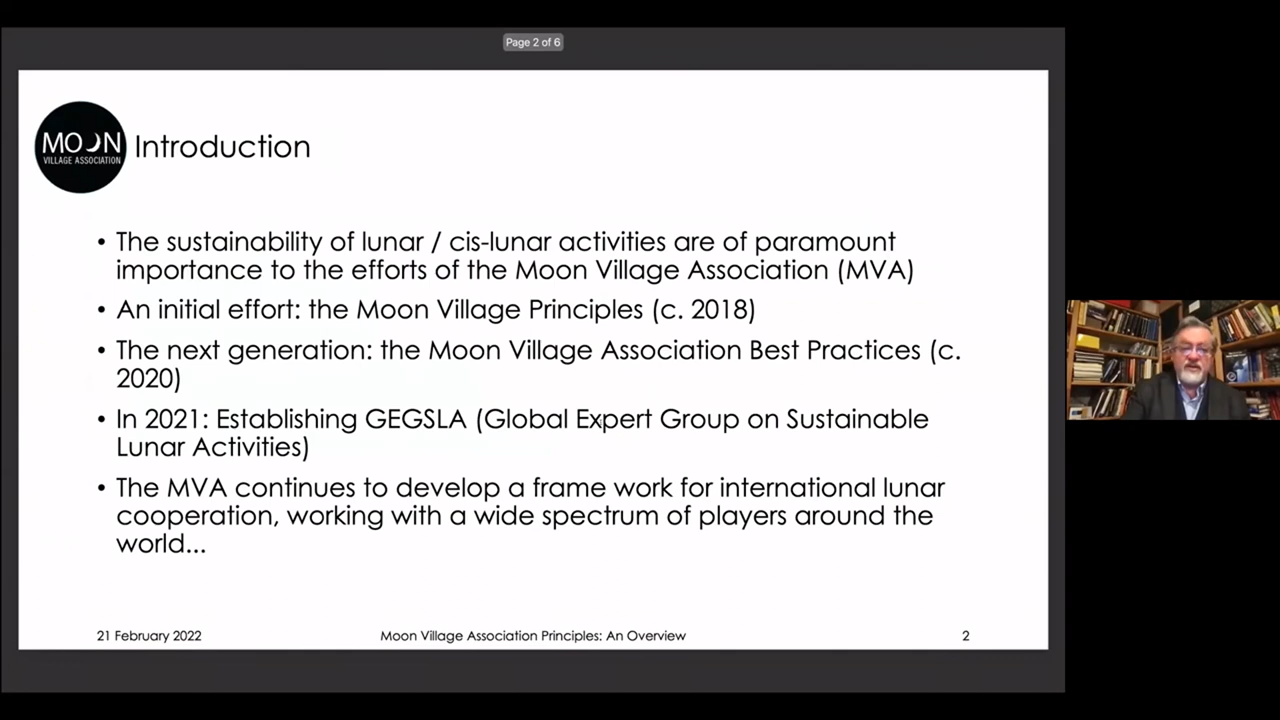 Page 2 of 6
MOON
VILLAGE ASSOCIATION
Introduction
• The sustainability of lunar / cis-lunar activities are of paramount
importance to the efforts of the Moon Village Association (MVA)
• An initial effort: the Moon Village Principles (c. 2018)
• The next generation: the Moon Village Association Best Practices (c.
2020)
• In 2021: Establishing GEGSLA (Global Expert Group on Sustainable
Lunar Activities)
• The MVA continues to develop a frame work for international lunar
cooperation, working with a wide spectrum of players around the
world...
21 February 2022
Moon Village Association Principles: An Overview
2